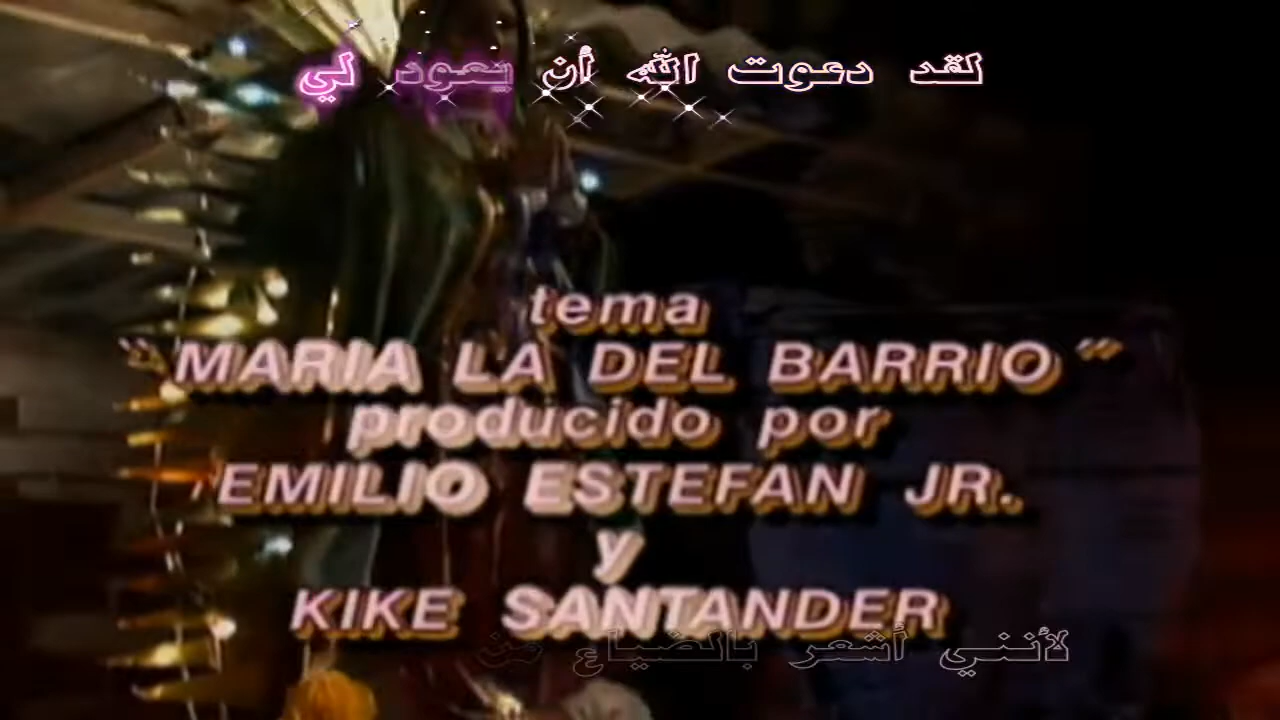 لقد دعوت الله أن يعود لي
tema
"MARIA LA DEL BARRIO"
producido por
EMILIO ESTEFAN JR.
y
KIKE SANTANDER
لأنني أشعر بالضياع من